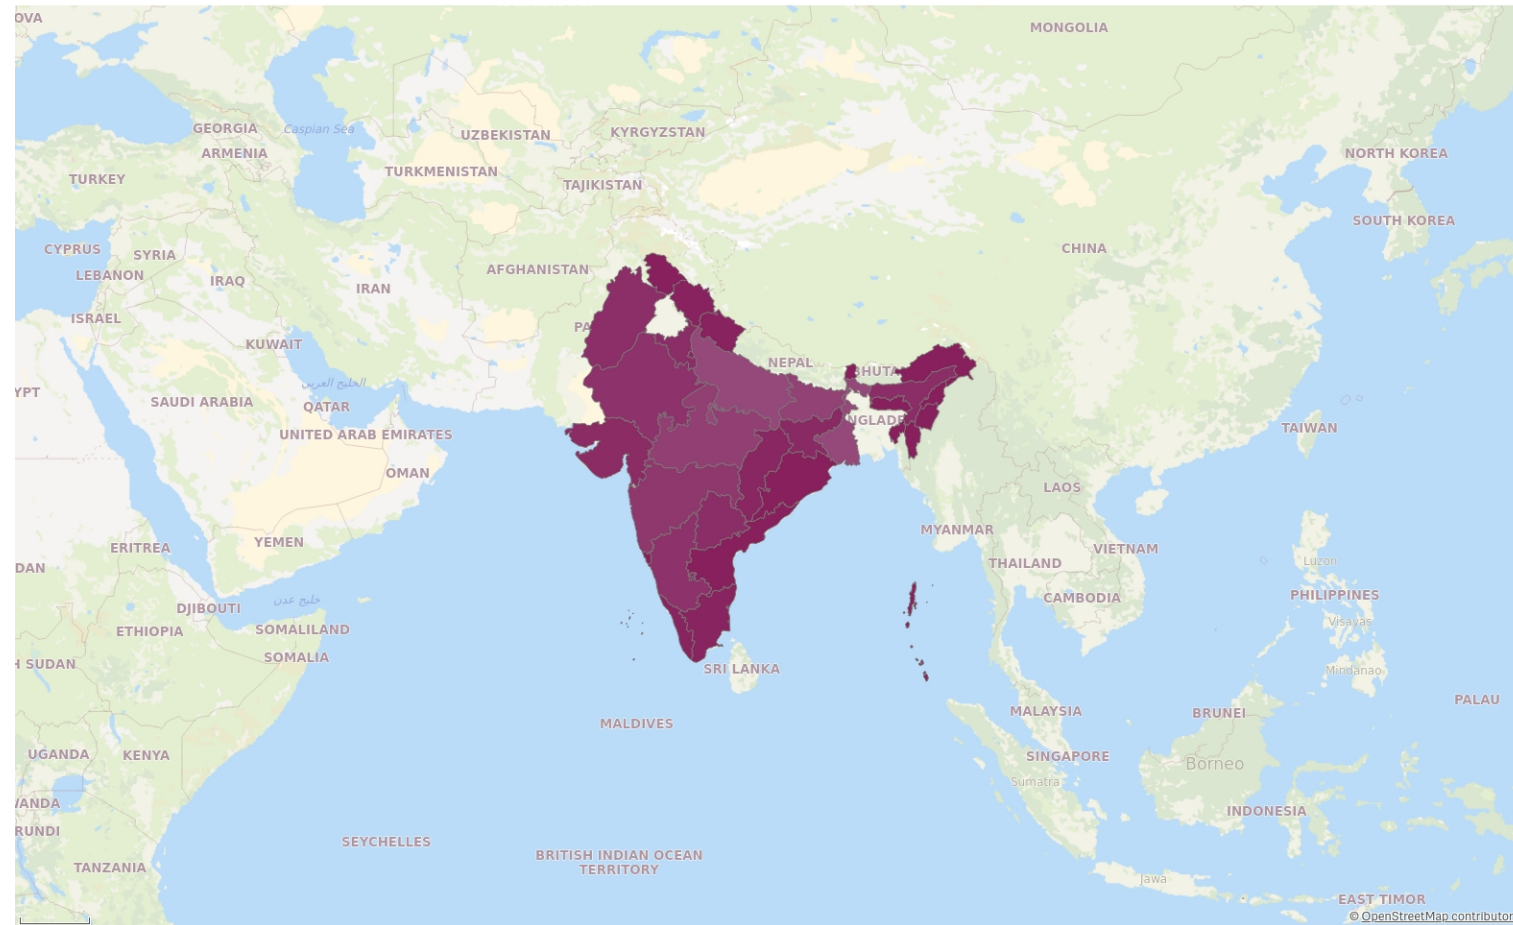 OVA
MONGOLIA
GEORGIA
Caspian Sea
UZBEKISTAN
KYRGYZSTAN
ARMENIA
NORTH KOREA
TURKEY
TURKMENISTAN
TAJIKISTAN
SOUTH KOREA
CYPRUS
SYRIA
CHINA
LEBANON
IRAQ
AFGHANISTAN
IRAN
ISRAEL
PA
KUWAIT
NEPAL
BHUTA
YPT
الخليج العربي
SAUDI ARABIA
QATAR
NGLADE
UNITED ARAB EMIRATES
TAIWAN
OMAN
LAOS
MYANMAR
ERITREA
YEMEN
VIETNAM
DAN
THAILAND
Luzon
خليج عدن
DJIBOUTI
CAMBODIA
PHILIPPINES
ETHIOPIA
SOMALILAND
Visayas
SOMALIA
H SUDAN
SRI LANKA
Mindanao
PALAU
MALDIVES
MALAYSIA
BRUNEI
UGANDA
KENYA
SINGAPORE
Borneo
Sumatra
WANDA
INDONESIA
RUNDI
SEYCHELLES
BRITISH INDIAN OCEAN
TERRITORY
TANZANIA
Jawa
EAST TIMOR
© OpenStreetMap contributor